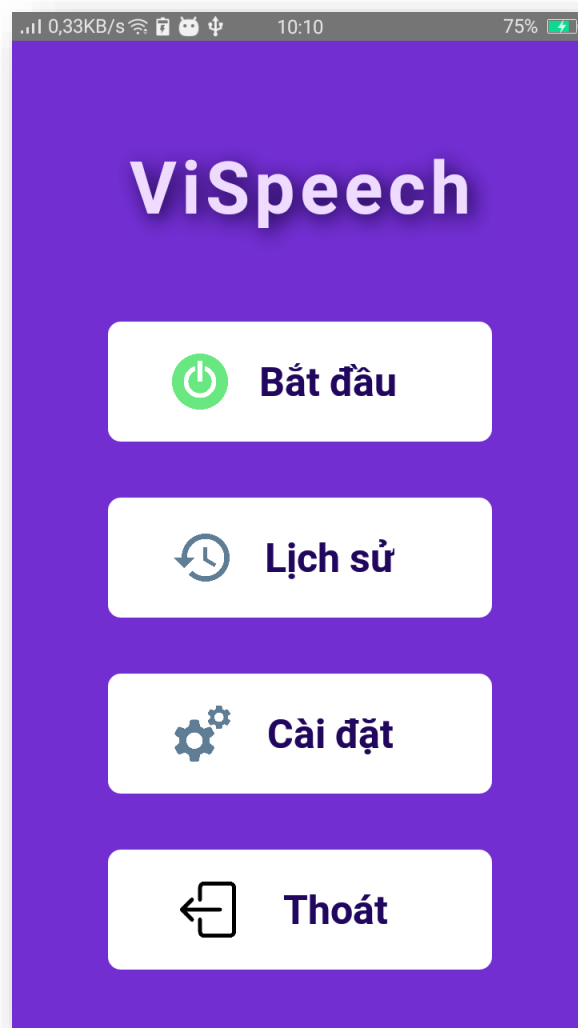 0,33KB/s 10:10 75%
ViSpeech
Bắt đầu
Lịch sử
Cài đặt
Thoát